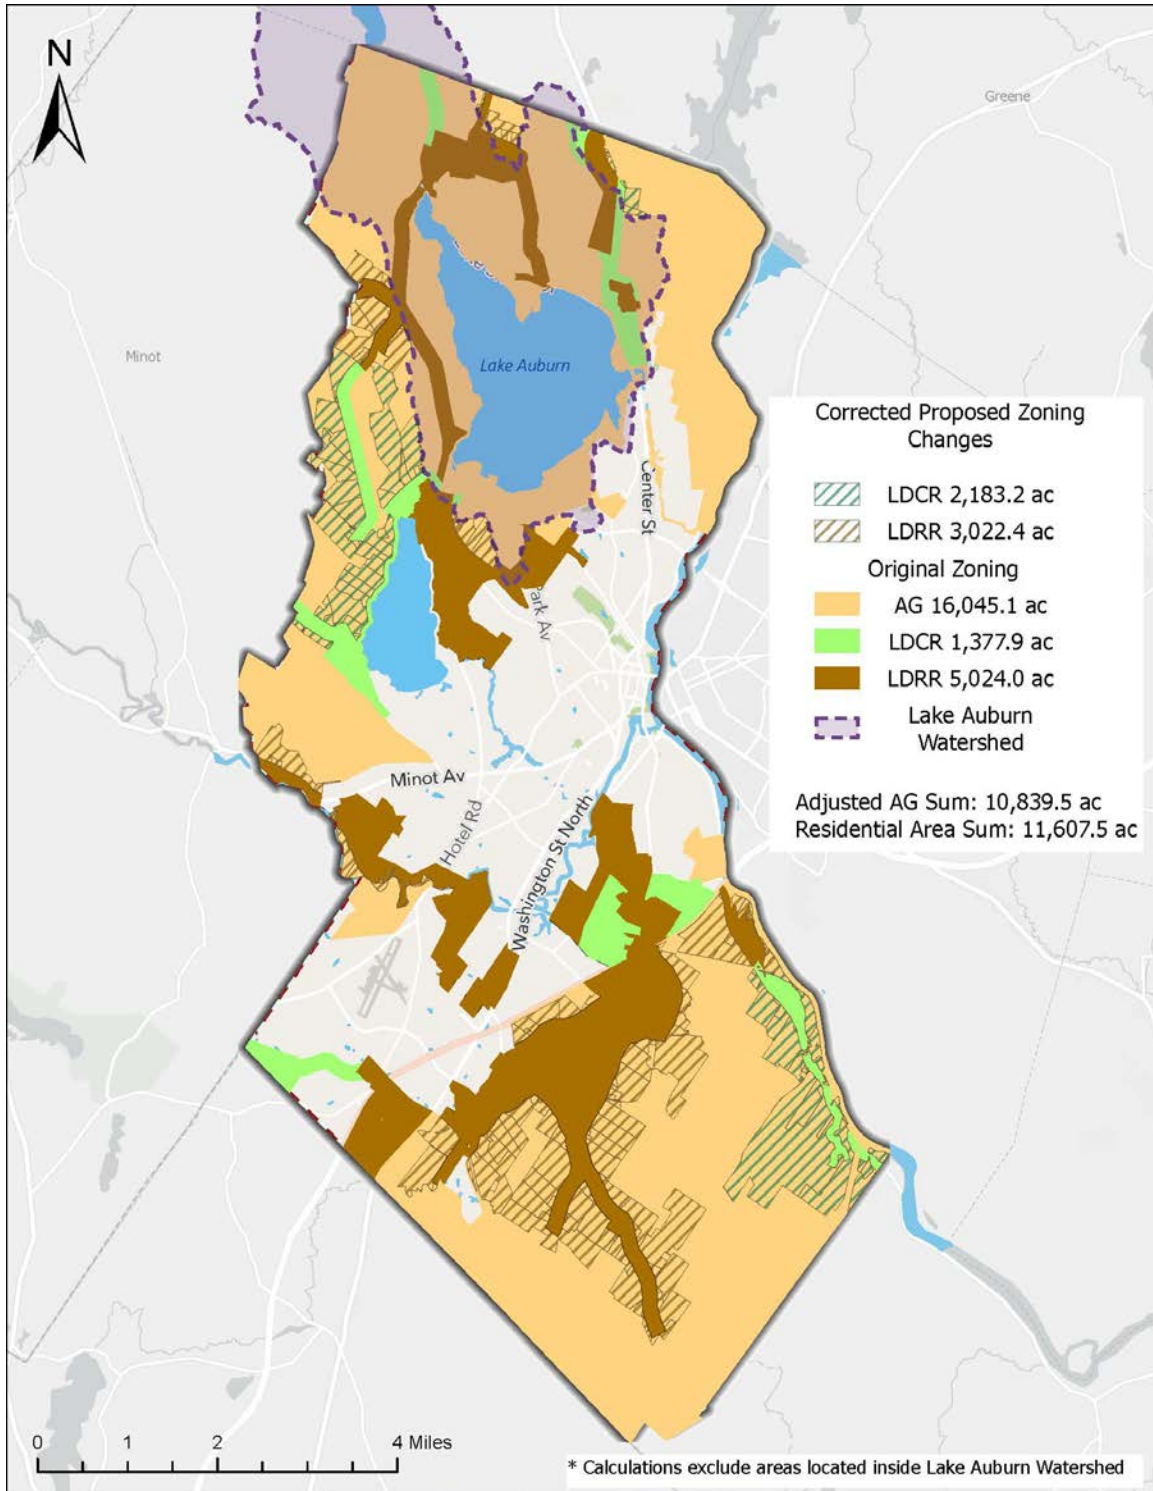 N
Greene
Minot
Lake Auburn
Center St
Park Av
Minot Av
Hotel Rd
Washington St North
Corrected Proposed Zoning
Changes
LDCR 2,183.2 ac
LDRR 3,022.4 ac
Original Zoning
AG 16,045.1 ac
LDCR 1,377.9 ac
LDRR 5,024.0 ac
Lake Auburn
Watershed
Adjusted AG Sum: 10,839.5 ac
Residential Area Sum: 11,607.5 ac
0 1 2 4 Miles
* Calculations exclude areas located inside Lake Auburn Watershed